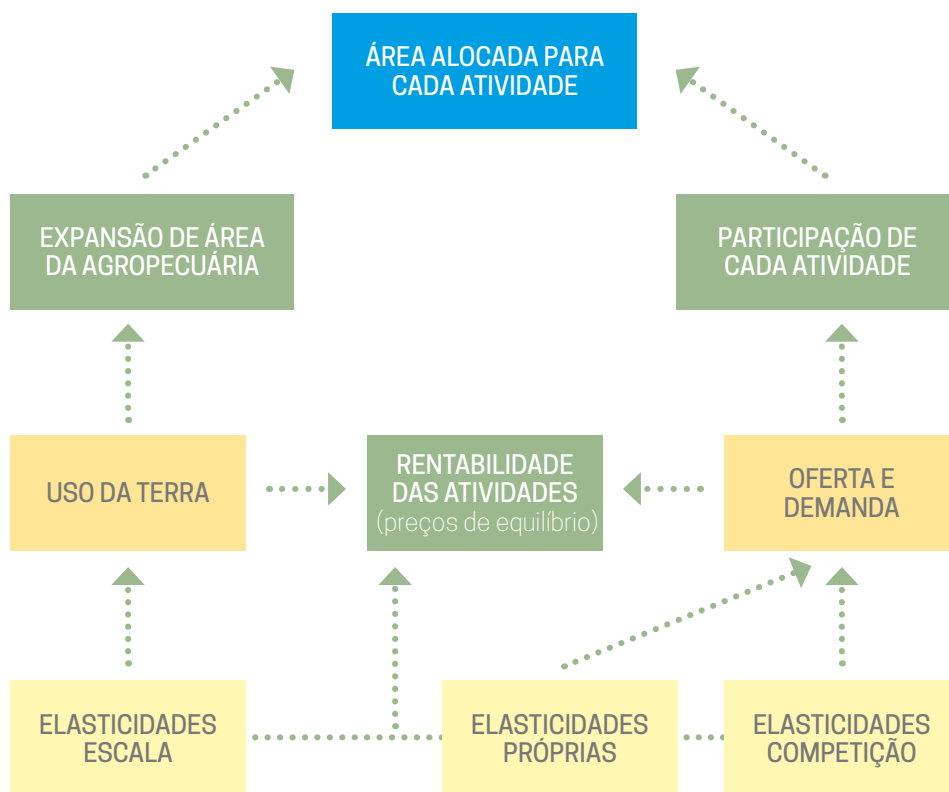 ÁREA ALOCADA PARA
CADA ATIVIDADE
EXPANSÃO DE ÁREA
DA AGROPECUÁRIA
PARTICIPAÇÃO DE
CADA ATIVIDADE
USO DA TERRA
RENTABILIDADE
DAS ATIVIDADES
(preços de equilíbrio)
OFERTA E
DEMANDA
ELASTICIDADES
ESCALA
ELASTICIDADES
PRÓPRIAS
ELASTICIDADES
COMPETIÇÃO